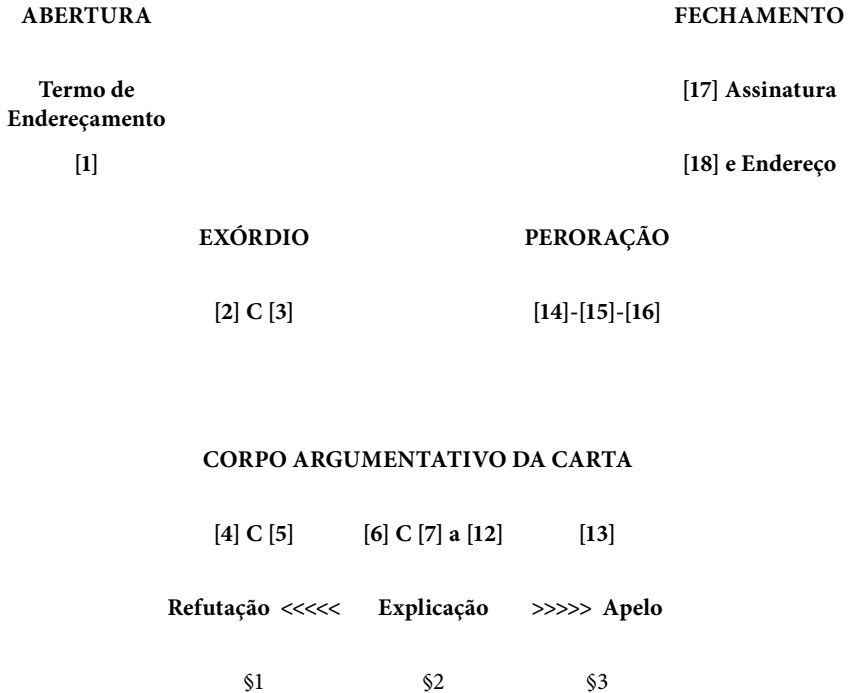 ABERTURA FECHAMENTO
Termo de Endereçamento [17] Assinatura
[1] [18] e Endereço
EXÓRDIO PERORAÇÃO
[2] C [3] [14]-[15]-[16]
CORPO ARGUMENTATIVO DA CARTA
[4] C [5] [6] C [7] a [12] [13]
Refutação <<<<< Explicação >>>>> Apelo
§1 §2 §3